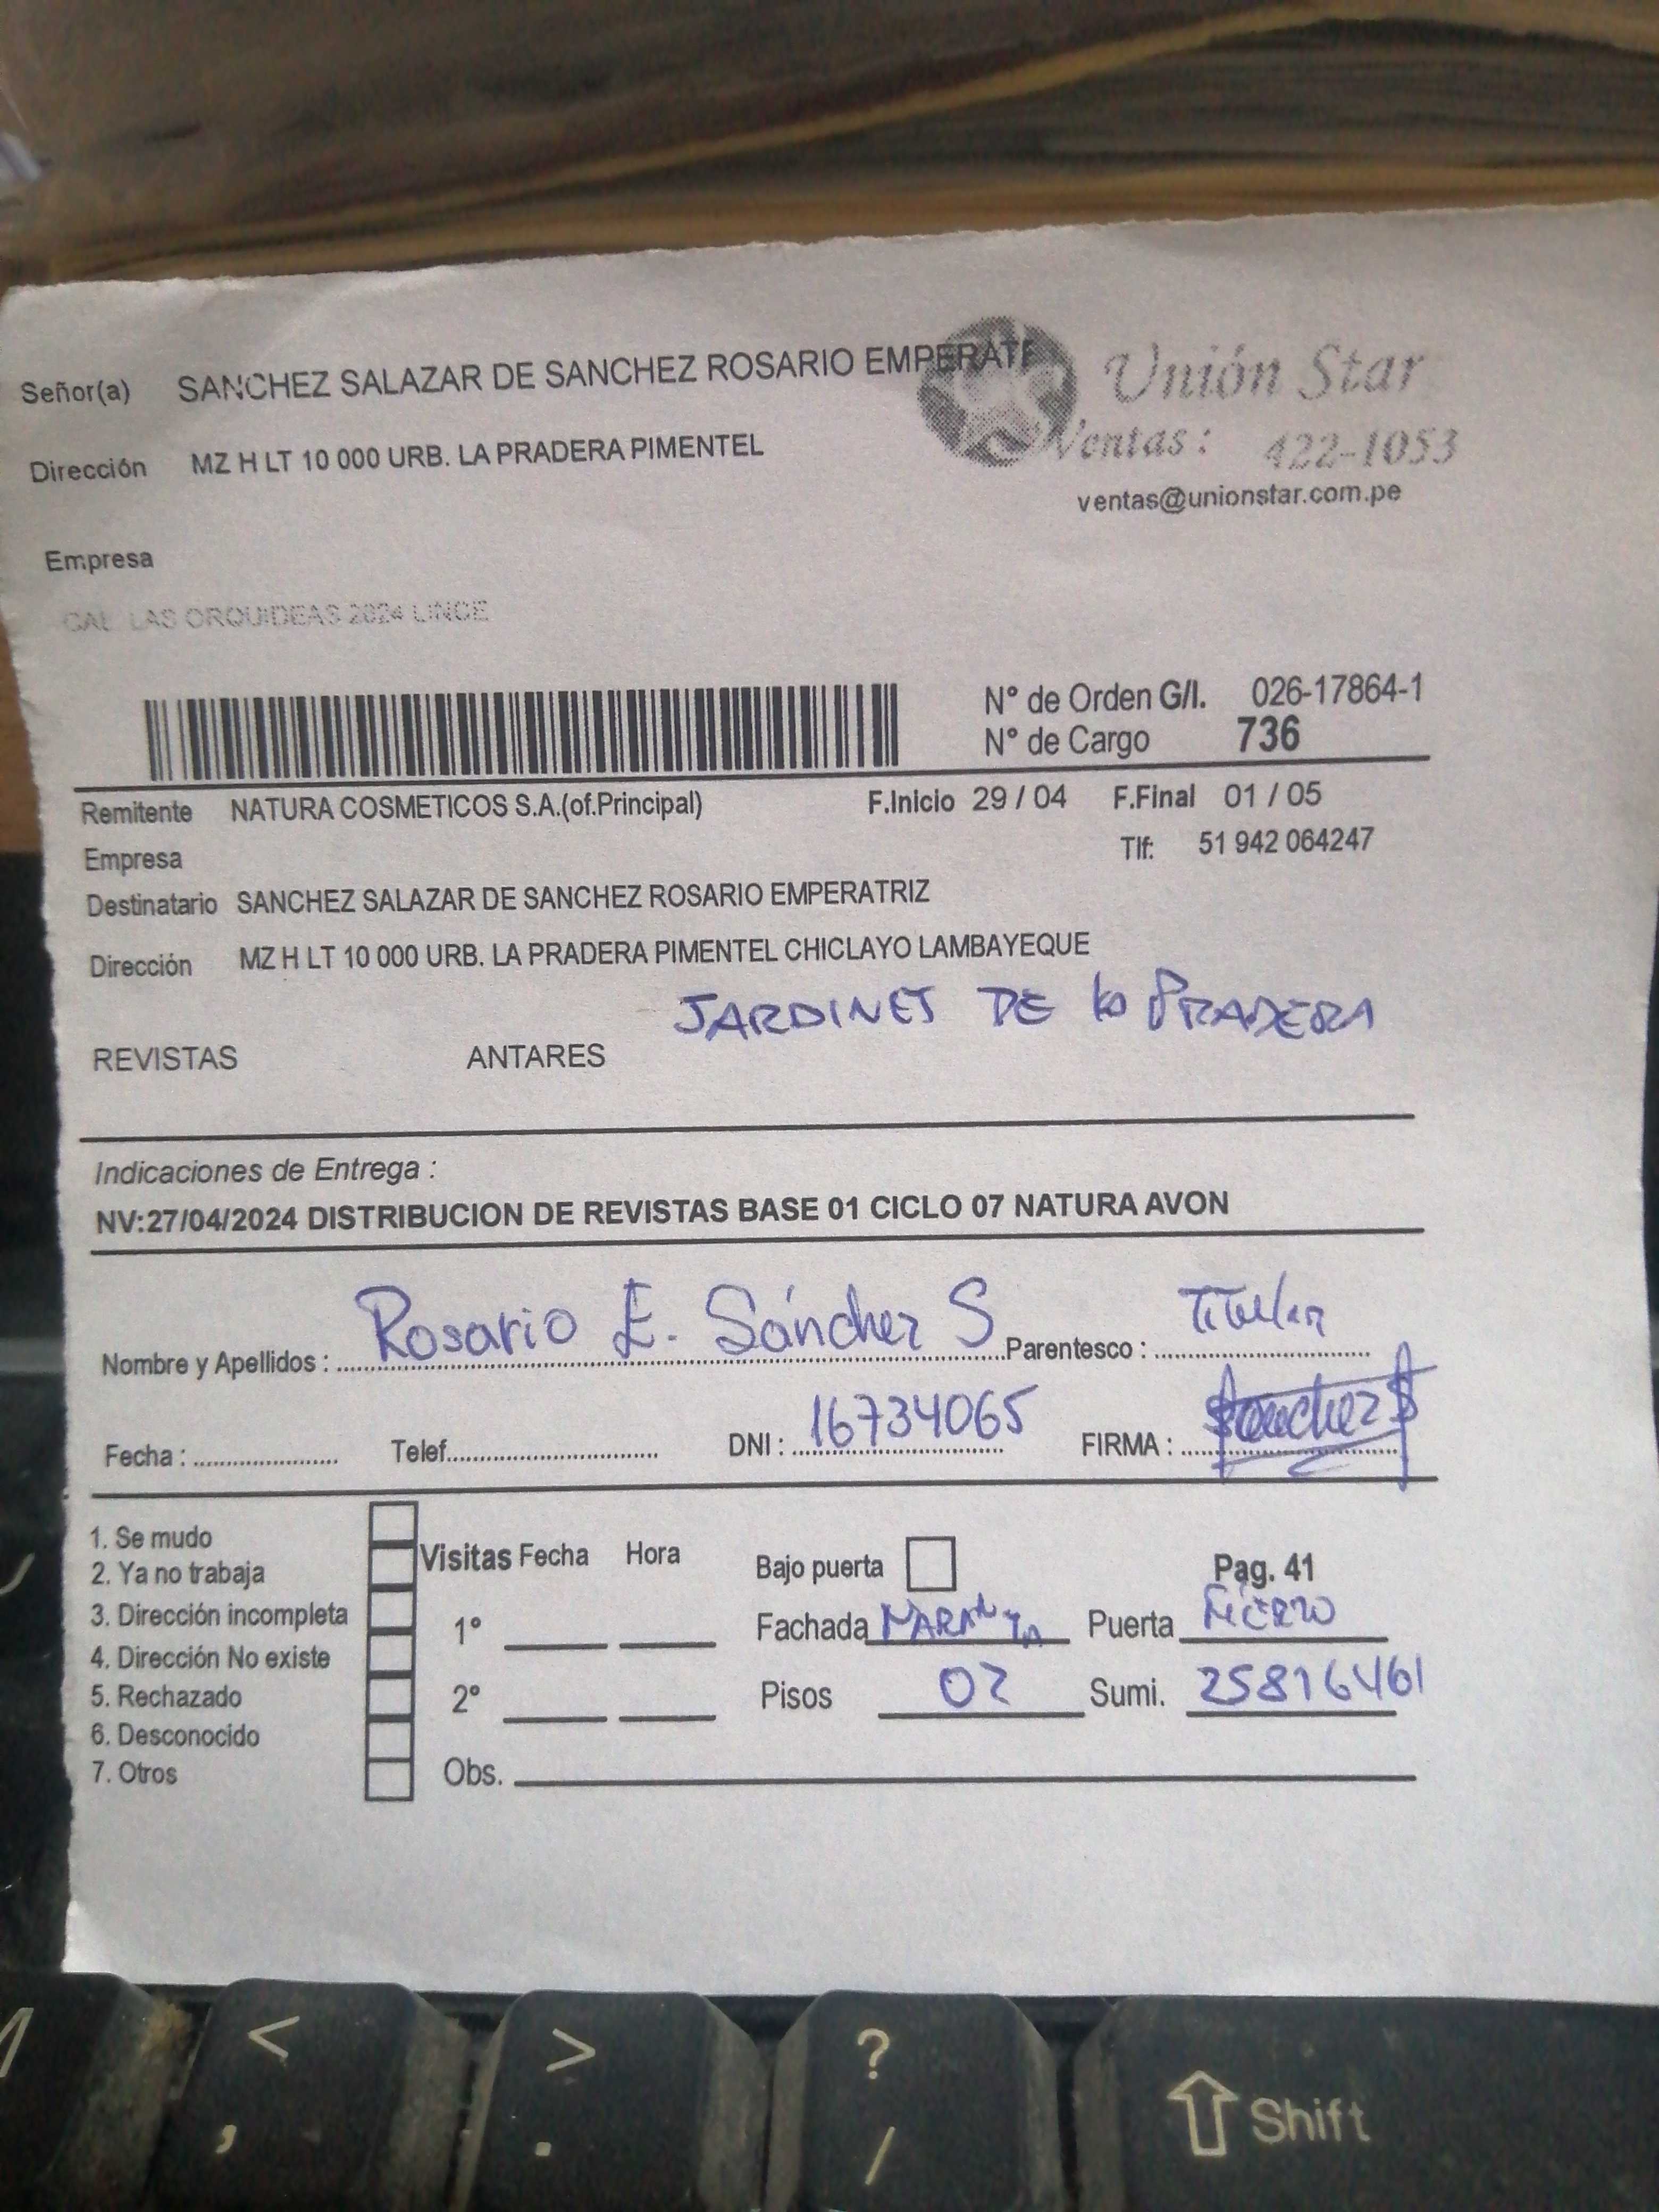 Señor(a) SANCHEZ SALAZAR DE SANCHEZ ROSARIO EMPERATR
Unión Star
Dirección MZ H LT 10 000 URB. LA PRADERA PIMENTEL
Ventas: 422-1053
ventas@unionstar.com.pe
Empresa
CAL LAS ORQUIDEAS 2024 LINCE
N° de Orden G/I. 026-17864-1
N° de Cargo 736
Remitente NATURA COSMETICOS S.A.(of.Principal) F.Inicio 29 / 04 F.Final 01 / 05
Empresa Tlf: 51 942 064247
Destinatario SANCHEZ SALAZAR DE SANCHEZ ROSARIO EMPERATRIZ
Dirección MZ H LT 10 000 URB. LA PRADERA PIMENTEL CHICLAYO LAMBAYEQUE
JARDINES DE la PRADERA
REVISTAS ANTARES
Indicaciones de Entrega :
NV:27/04/2024 DISTRIBUCION DE REVISTAS BASE 01 CICLO 07 NATURA AVON
Nombre y Apellidos : Rosario E. Sánchez S Parentesco : Titular
Fecha : Telef. DNI : 16734065 FIRMA : Sanchez S
1. Se mudo
2. Ya no trabaja
3. Dirección incompleta
4. Dirección No existe
5. Rechazado
6. Desconocido
7. Otros
Visitas Fecha Hora Bajo puerta Pag. 41
1° Fachada NARANJA Puerta FIERRO
2° Pisos 02 Sumi. 25816461
Obs.
< ,
> .
? /
Shift